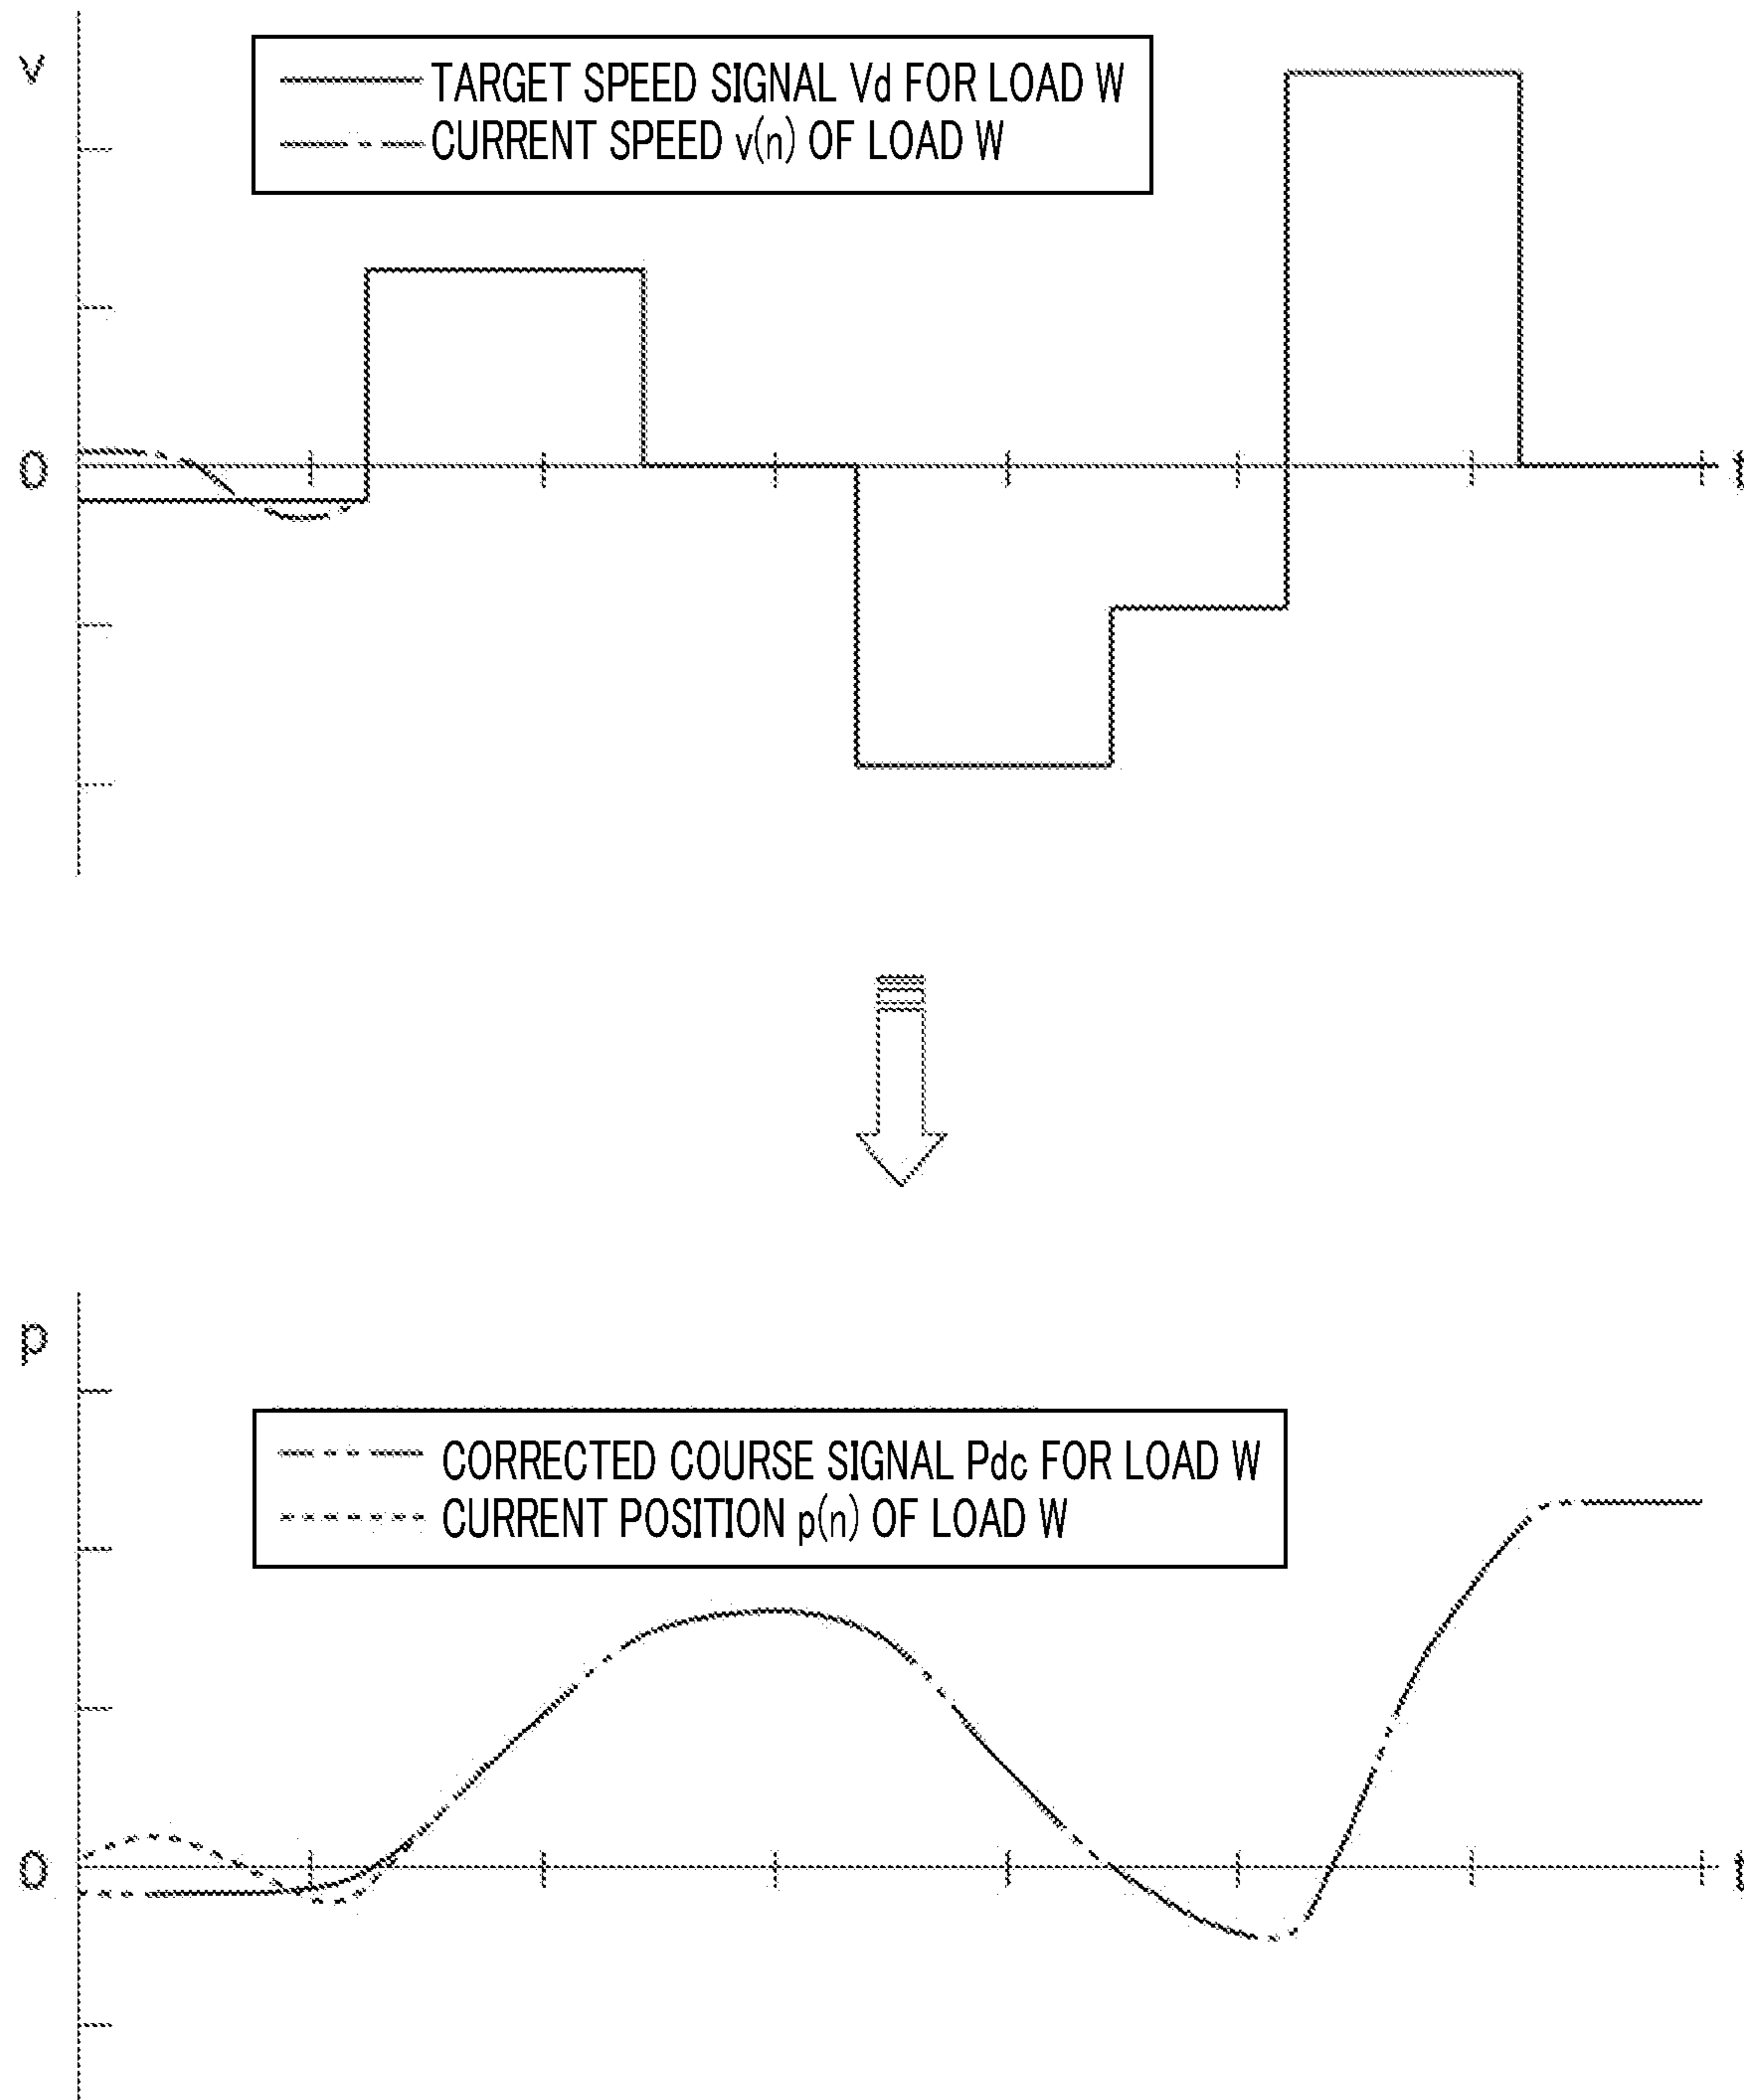 v
TARGET SPEED SIGNAL Vd FOR LOAD W
CURRENT SPEED v(n) OF LOAD W
0
t
p
CORRECTED COURSE SIGNAL Pdc FOR LOAD W
CURRENT POSITION p(n) OF LOAD W
0
t